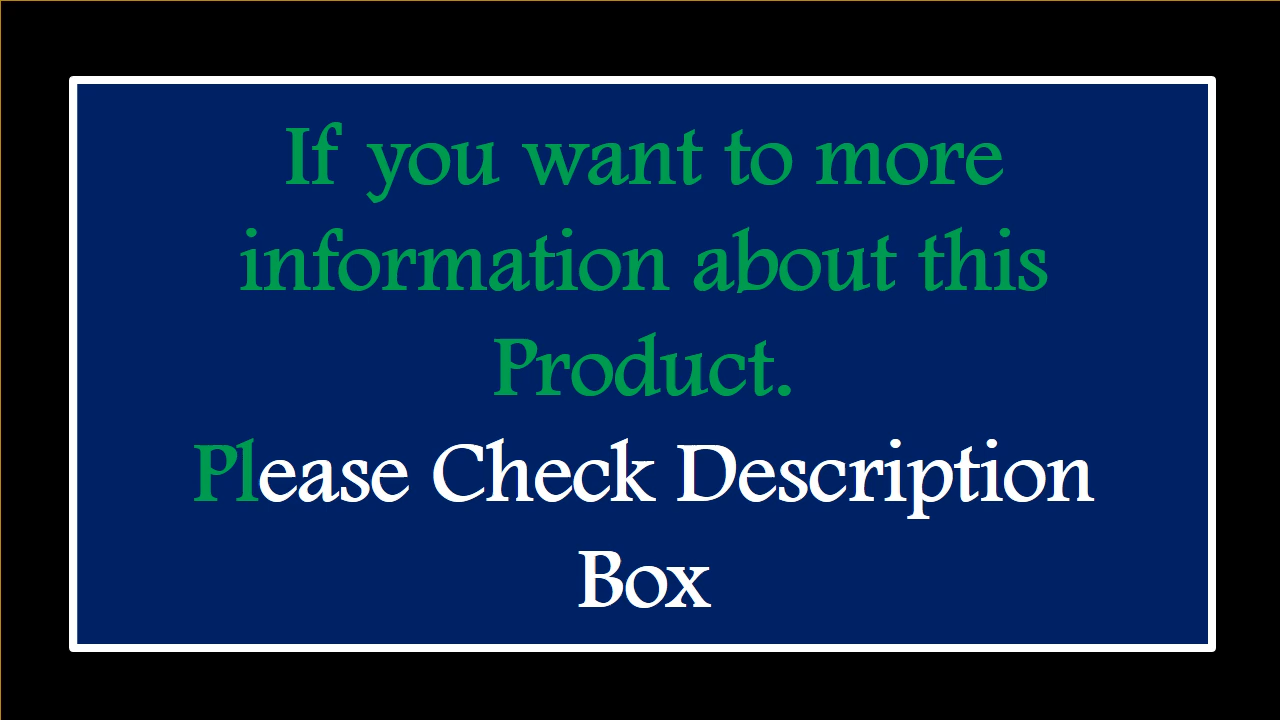 If you want to more
information about this
Product.
Please Check Description
Box